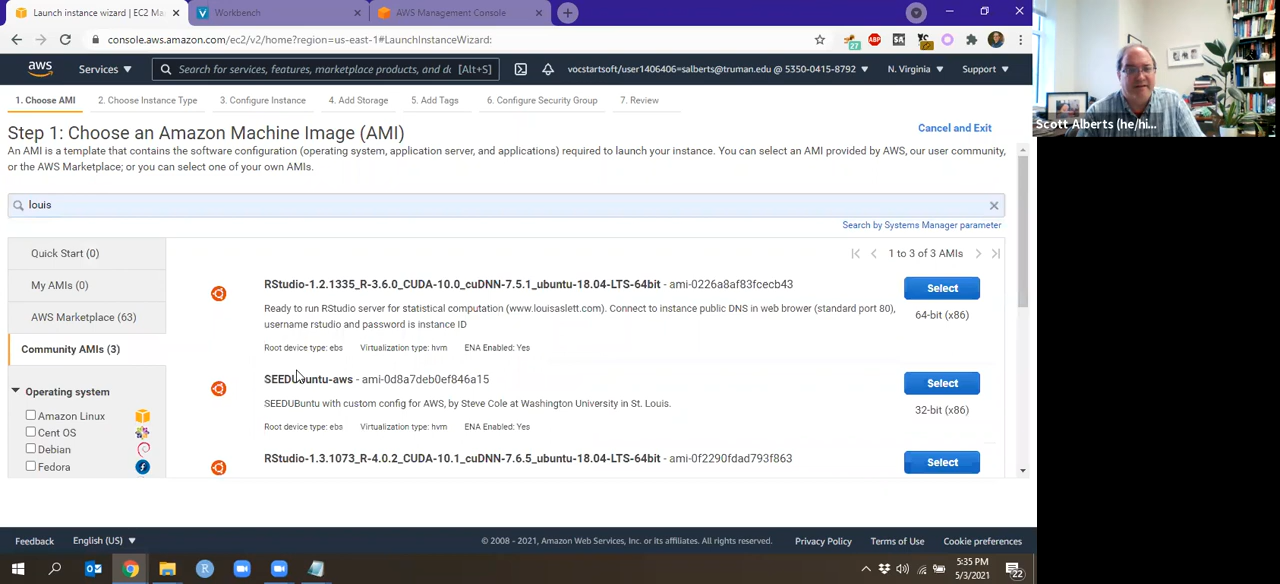 Launch instance wizard | EC2 Ma
Workbench
AWS Management Console
console.aws.amazon.com/ec2/v2/home?region=us-east-1#LaunchInstanceWizard:
27
ABP
aws
Services
Search for services, features, marketplace products, and dc [Alt+S]
vocstartsoft/user1406406=salberts@truman.edu @ 5350-0415-8792
N. Virginia
Support
Scott Alberts (he/hi...
1. Choose AMI
2. Choose Instance Type
3. Configure Instance
4. Add Storage
5. Add Tags
6. Configure Security Group
7. Review
Step 1: Choose an Amazon Machine Image (AMI)
Cancel and Exit
An AMI is a template that contains the software configuration (operating system, application server, and applications) required to launch your instance. You can select an AMI provided by AWS, our user community,
or the AWS Marketplace; or you can select one of your own AMIs.
louis
Search by Systems Manager parameter
Quick Start (0)
My AMIs (0)
AWS Marketplace (63)
Community AMIs (3)
Operating system
Amazon Linux
Cent OS
Debian
Fedora
1 to 3 of 3 AMIs
RStudio-1.2.1335_R-3.6.0_CUDA-10.0_cuDNN-7.5.1_ubuntu-18.04-LTS-64bit - ami-0226a8af83fcecb43
Select
Ready to run RStudio server for statistical computation (www.louisaslett.com). Connect to instance public DNS in web brower (standard port 80),
username rstudio and password is instance ID
64-bit (x86)
Root device type: ebs Virtualization type: hvm ENA Enabled: Yes
SEEDUbuntu-aws - ami-0d8a7deb0ef846a15
Select
SEEDUbuntu with custom config for AWS, by Steve Cole at Washington University in St. Louis.
32-bit (x86)
Root device type: ebs Virtualization type: hvm ENA Enabled: Yes
RStudio-1.3.1073_R-4.0.2_CUDA-10.1_cuDNN-7.6.5_ubuntu-18.04-LTS-64bit - ami-0f2290fdad793f863
Select
Feedback
English (US)
© 2008 - 2021, Amazon Web Services, Inc. or its affiliates. All rights reserved.
Privacy Policy
Terms of Use
Cookie preferences
5:35 PM
5/3/2021
22